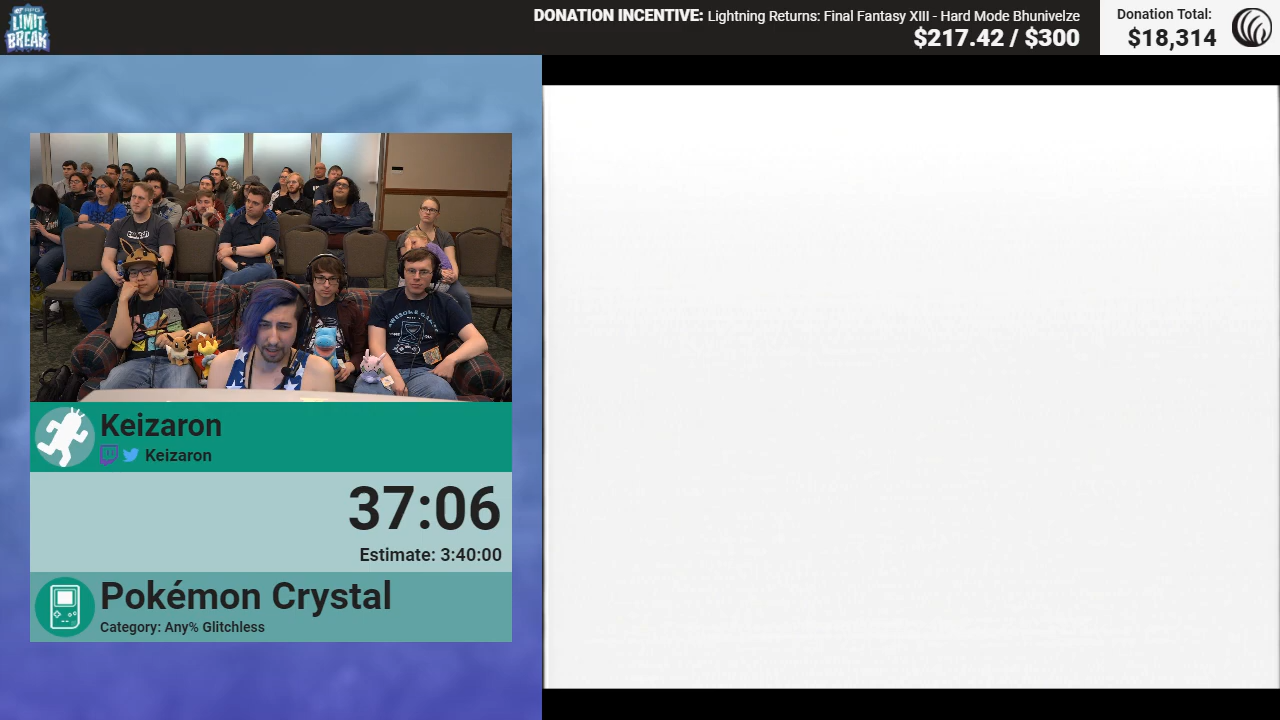 RPG
LIMIT
BREAK
DONATION INCENTIVE: Lightning Returns: Final Fantasy XIII - Hard Mode Bhunivelze
$217.42 / $300
Donation Total:
$18,314
Keizaron
Keizaron
37:06
Estimate: 3:40:00
Pokémon Crystal
Category: Any% Glitchless